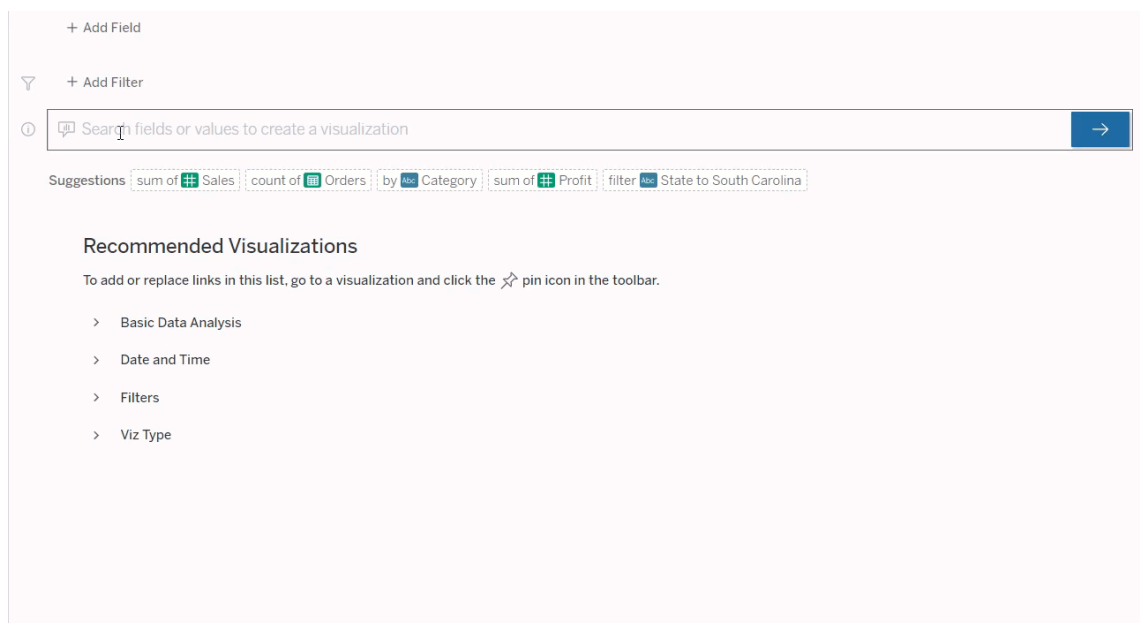 + Add Field
+ Add Filter
Search fields or values to create a visualization
Suggestions sum of # Sales count of Orders by Abc Category sum of # Profit filter Abc State to South Carolina
Recommended Visualizations
To add or replace links in this list, go to a visualization and click the pin icon in the toolbar.
Basic Data Analysis
Date and Time
Filters
Viz Type